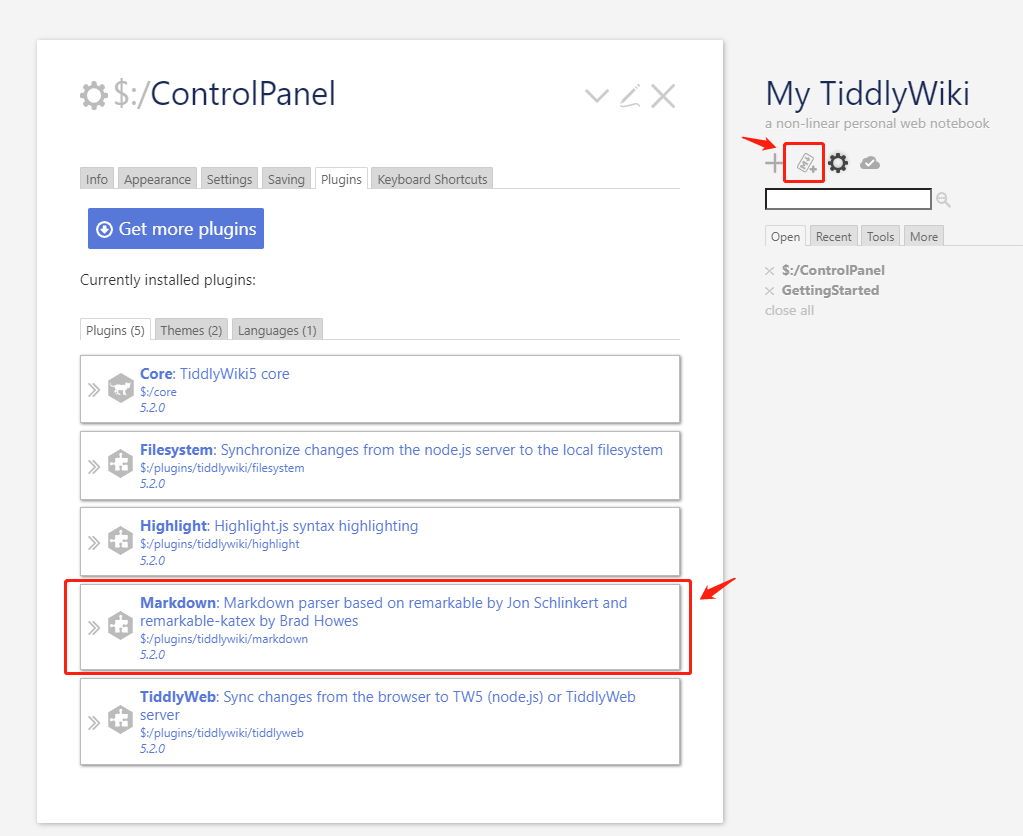 $:/ControlPanel
Info Appearance Settings Saving Plugins Keyboard Shortcuts
Get more plugins
Currently installed plugins:
Plugins (5) Themes (2) Languages (1)
Core: TiddlyWiki5 core
$:/core
5.2.0
Filesystem: Synchronize changes from the node.js server to the local filesystem
$:/plugins/tiddlywiki/filesystem
5.2.0
Highlight: Highlight.js syntax highlighting
$:/plugins/tiddlywiki/highlight
5.2.0
Markdown: Markdown parser based on remarkable by Jon Schlinkert and
remarkable-katex by Brad Howes
$:/plugins/tiddlywiki/markdown
5.2.0
TiddlyWeb: Sync changes from the browser to TW5 (node.js) or TiddlyWeb
server
$:/plugins/tiddlywiki/tiddlyweb
5.2.0
My TiddlyWiki
a non-linear personal web notebook
Open Recent Tools More
$:/ControlPanel
GettingStarted
close all